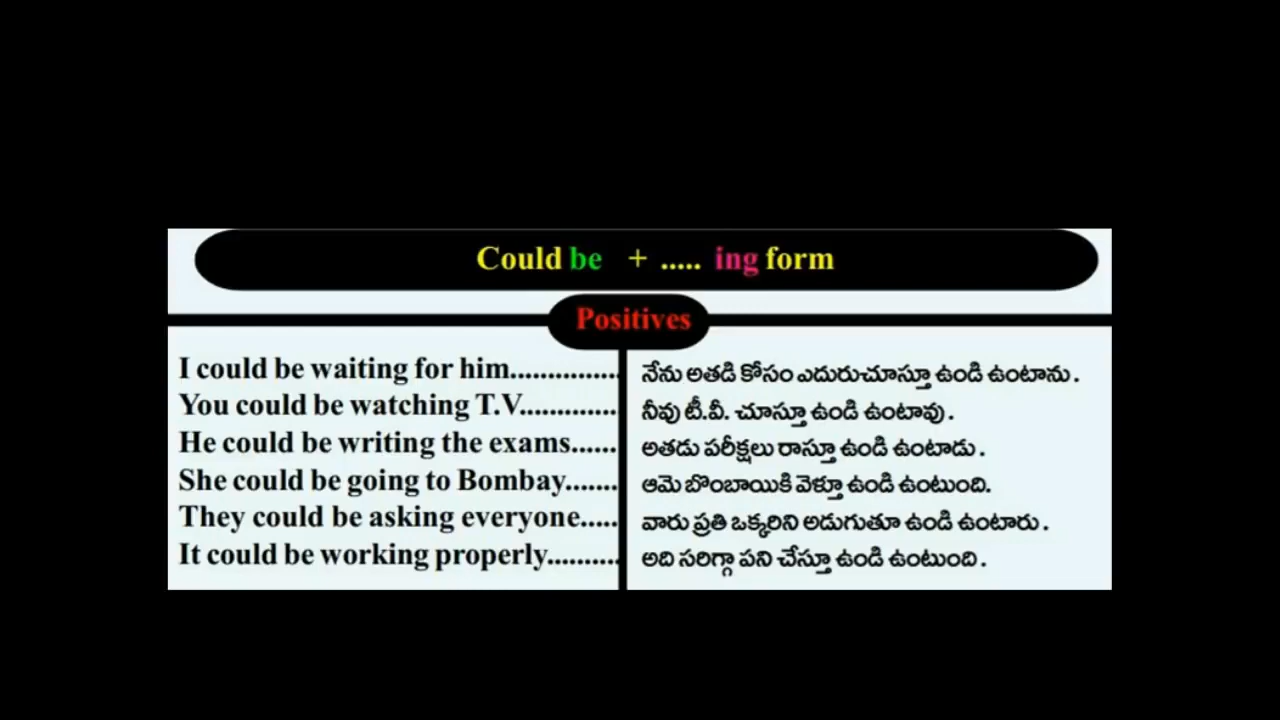 Could be + ..... ing form
Positives
I could be waiting for him............... నేను అతడి కోసం ఎదురుచూస్తూ ఉండి ఉంటాను.
You could be watching T.V............. నీవు టీ.వీ. చూస్తూ ఉండి ఉంటావు.
He could be writing the exams...... అతడు పరీక్షలు రాస్తూ ఉండి ఉంటాడు.
She could be going to Bombay....... ఆమె బొంబాయికి వెళ్తూ ఉండి ఉంటుంది.
They could be asking everyone..... వారు ప్రతి ఒక్కరిని అడుగుతూ ఉండి ఉంటారు.
It could be working properly.......... అది సరిగ్గా పని చేస్తూ ఉండి ఉంటుంది.